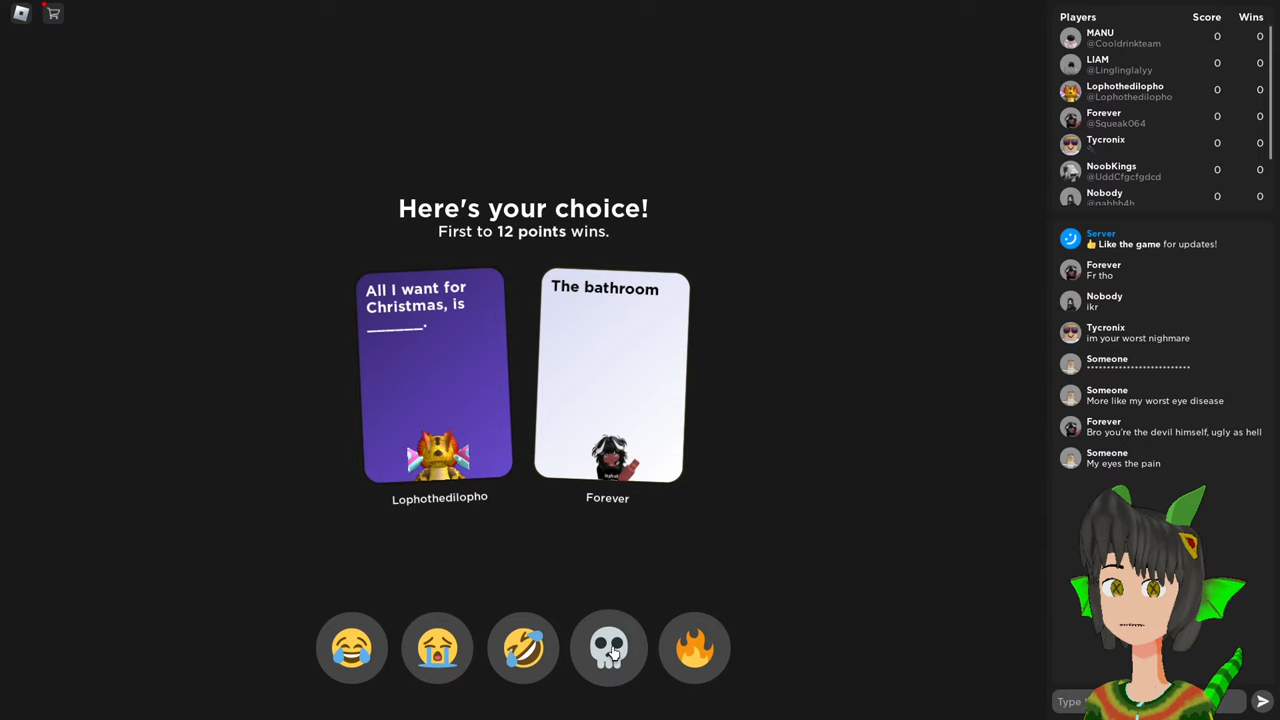 Players Score Wins
MANU 0 0
@Cooldrinkteam
LIAM 0 0
@Linglinglalyy
Lophothedilopho 0 0
@Lophothedilopho
Forever 0 0
@Squeak064
Tycronix 0 0
NoobKings 0 0
@UddCfgcfgdcd
Nobody 0 0
@gabhh4h
Here's your choice!
First to 12 points wins.
All I want for
Christmas, is
______.
Lophothedilopho
The bathroom
Forever
Server
👍 Like the game for updates!
Forever
Fr tho
Nobody
ikr
Tycronix
im your worst nighmare
Someone
**************************
Someone
More like my worst eye disease
Forever
Bro you're the devil himself, ugly as hell
Someone
My eyes the pain
Type